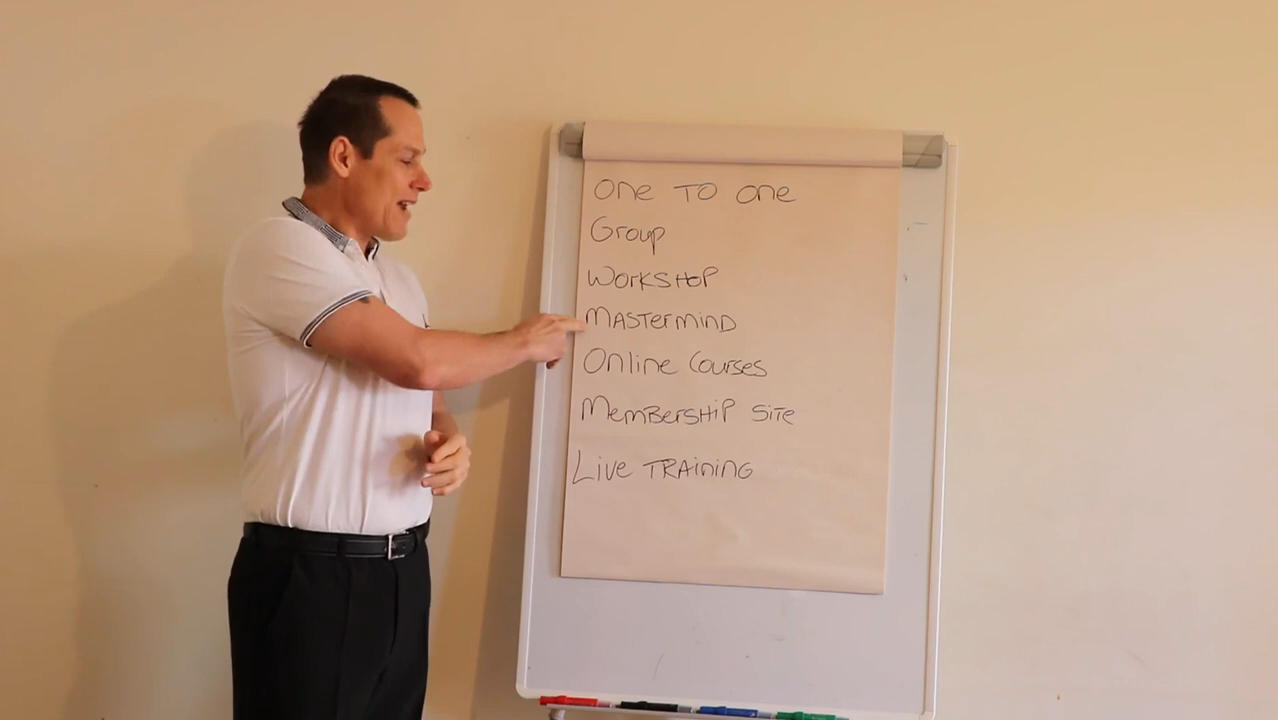 One to one
Group
Workshop
Mastermind
Online Courses
Membership Site
Live Training